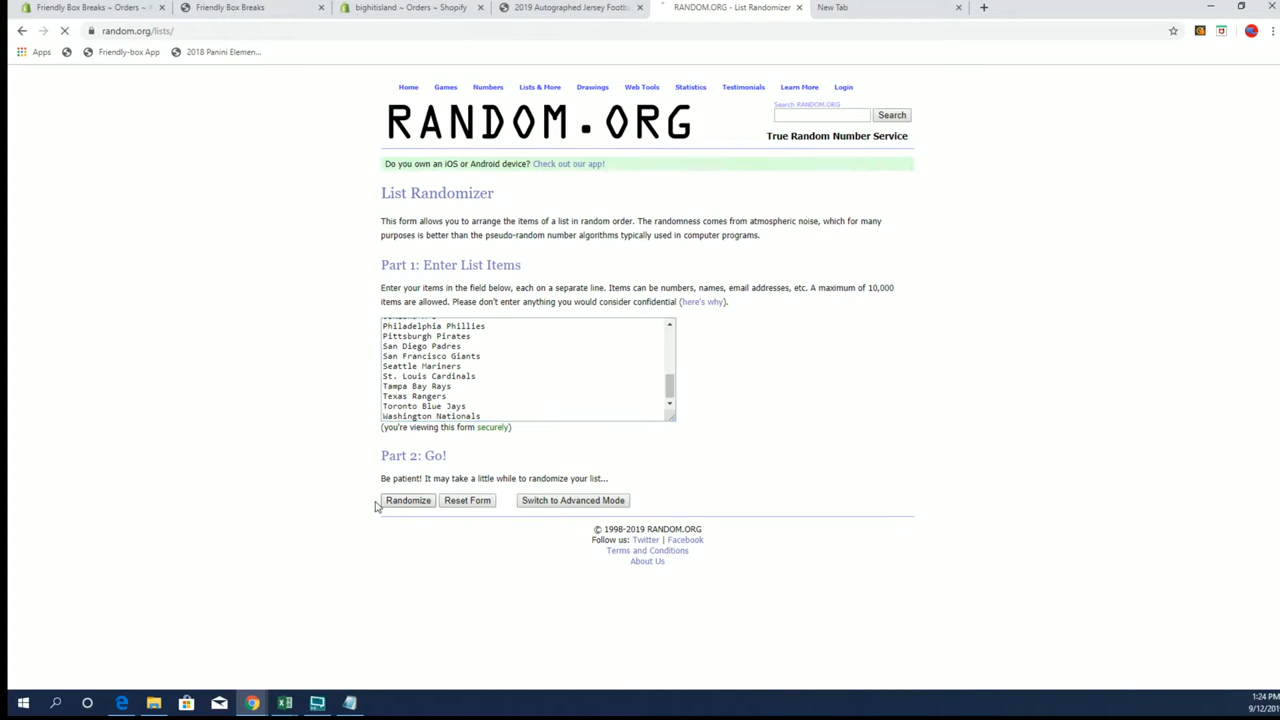 Friendly Box Breaks ~ Orders ~
Friendly Box Breaks
bighitisland ~ Orders ~ Shopify
2019 Autographed Jersey Footb
RANDOM.ORG - List Randomizer
New Tab
random.org/lists/
Apps
Friendly-box App
2018 Panini Elemen...
Home Games Numbers Lists & More Drawings Web Tools Statistics Testimonials Learn More Login
RANDOM.ORG
Search RANDOM.ORG
Search
True Random Number Service
Do you own an iOS or Android device? Check out our app!
List Randomizer
This form allows you to arrange the items of a list in random order. The randomness comes from atmospheric noise, which for many
purposes is better than the pseudo-random number algorithms typically used in computer programs.
Part 1: Enter List Items
Enter your items in the field below, each on a separate line. Items can be numbers, names, email addresses, etc. A maximum of 10,000
items are allowed. Please don't enter anything you would consider confidential (here's why).
Philadelphia Phillies
Pittsburgh Pirates
San Diego Padres
San Francisco Giants
Seattle Mariners
St. Louis Cardinals
Tampa Bay Rays
Texas Rangers
Toronto Blue Jays
Washington Nationals
(you're viewing this form securely)
Part 2: Go!
Be patient! It may take a little while to randomize your list...
Randomize Reset Form Switch to Advanced Mode
© 1998-2019 RANDOM.ORG
Follow us: Twitter | Facebook
Terms and Conditions
About Us
1:24 PM
9/12/201